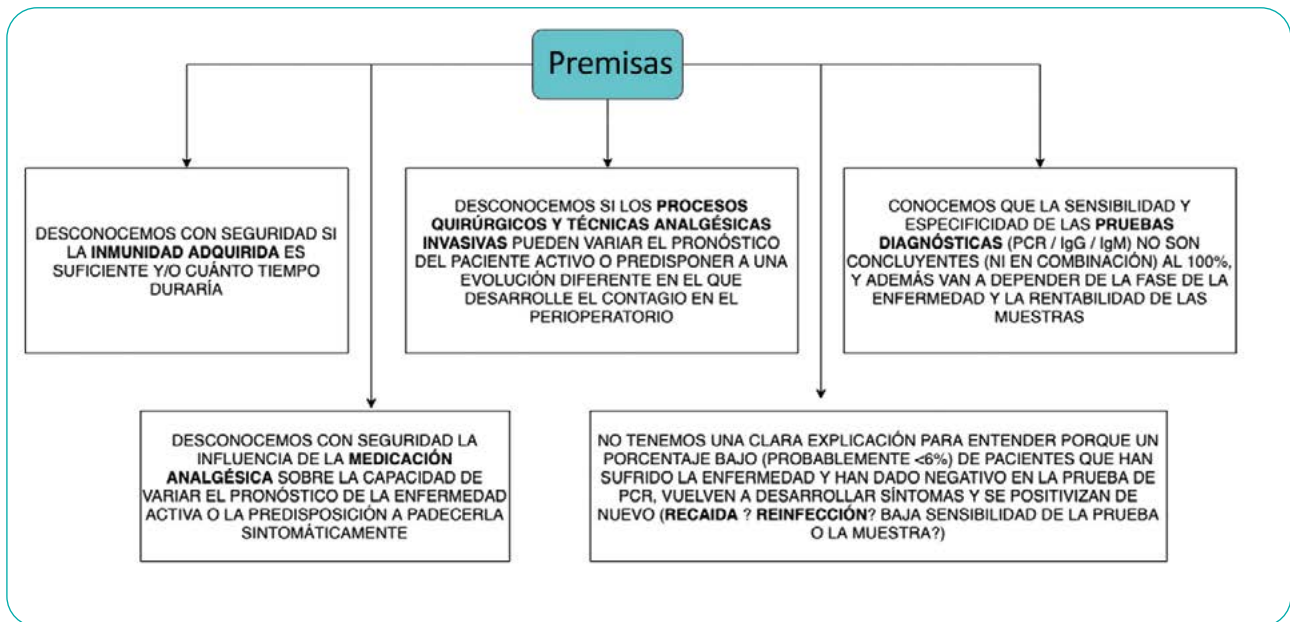 Premisas
DESCONOCEMOS CON SEGURIDAD SI
LA INMUNIDAD ADQUIRIDA ES
SUFICIENTE Y/O CUÁNTO TIEMPO
DURARÍA
DESCONOCEMOS SI LOS PROCESOS
QUIRÚRGICOS Y TÉCNICAS ANALGÉSICAS
INVASIVAS PUEDEN VARIAR EL PRONÓSTICO
DEL PACIENTE ACTIVO O PREDISPONER A UNA
EVOLUCIÓN DIFERENTE EN EL QUE
DESARROLLE EL CONTAGIO EN EL
PERIOPERATORIO
CONOCEMOS QUE LA SENSIBILIDAD Y
ESPECIFICIDAD DE LAS PRUEBAS
DIAGNÓSTICAS (PCR / IgG / IgM) NO SON
CONCLUYENTES (NI EN COMBINACIÓN) AL 100%,
Y ADEMÁS VAN A DEPENDER DE LA FASE DE LA
ENFERMEDAD Y LA RENTABILIDAD DE LAS
MUESTRAS
DESCONOCEMOS CON SEGURIDAD LA
INFLUENCIA DE LA MEDICACIÓN
ANALGÉSICA SOBRE LA CAPACIDAD DE
VARIAR EL PRONÓSTICO DE LA ENFERMEDAD
ACTIVA O LA PREDISPOSICIÓN A PADECERLA
SINTOMÁTICAMENTE
NO TENEMOS UNA CLARA EXPLICACIÓN PARA ENTENDER PORQUE UN
PORCENTAJE BAJO (PROBABLEMENTE <6%) DE PACIENTES QUE HAN
SUFRIDO LA ENFERMEDAD Y HAN DADO NEGATIVO EN LA PRUEBA DE
PCR, VUELVEN A DESARROLLAR SÍNTOMAS Y SE POSITIVIZAN DE
NUEVO (RECAIDA ? REINFECCIÓN? BAJA SENSIBILIDAD DE LA PRUEBA
O LA MUESTRA?)